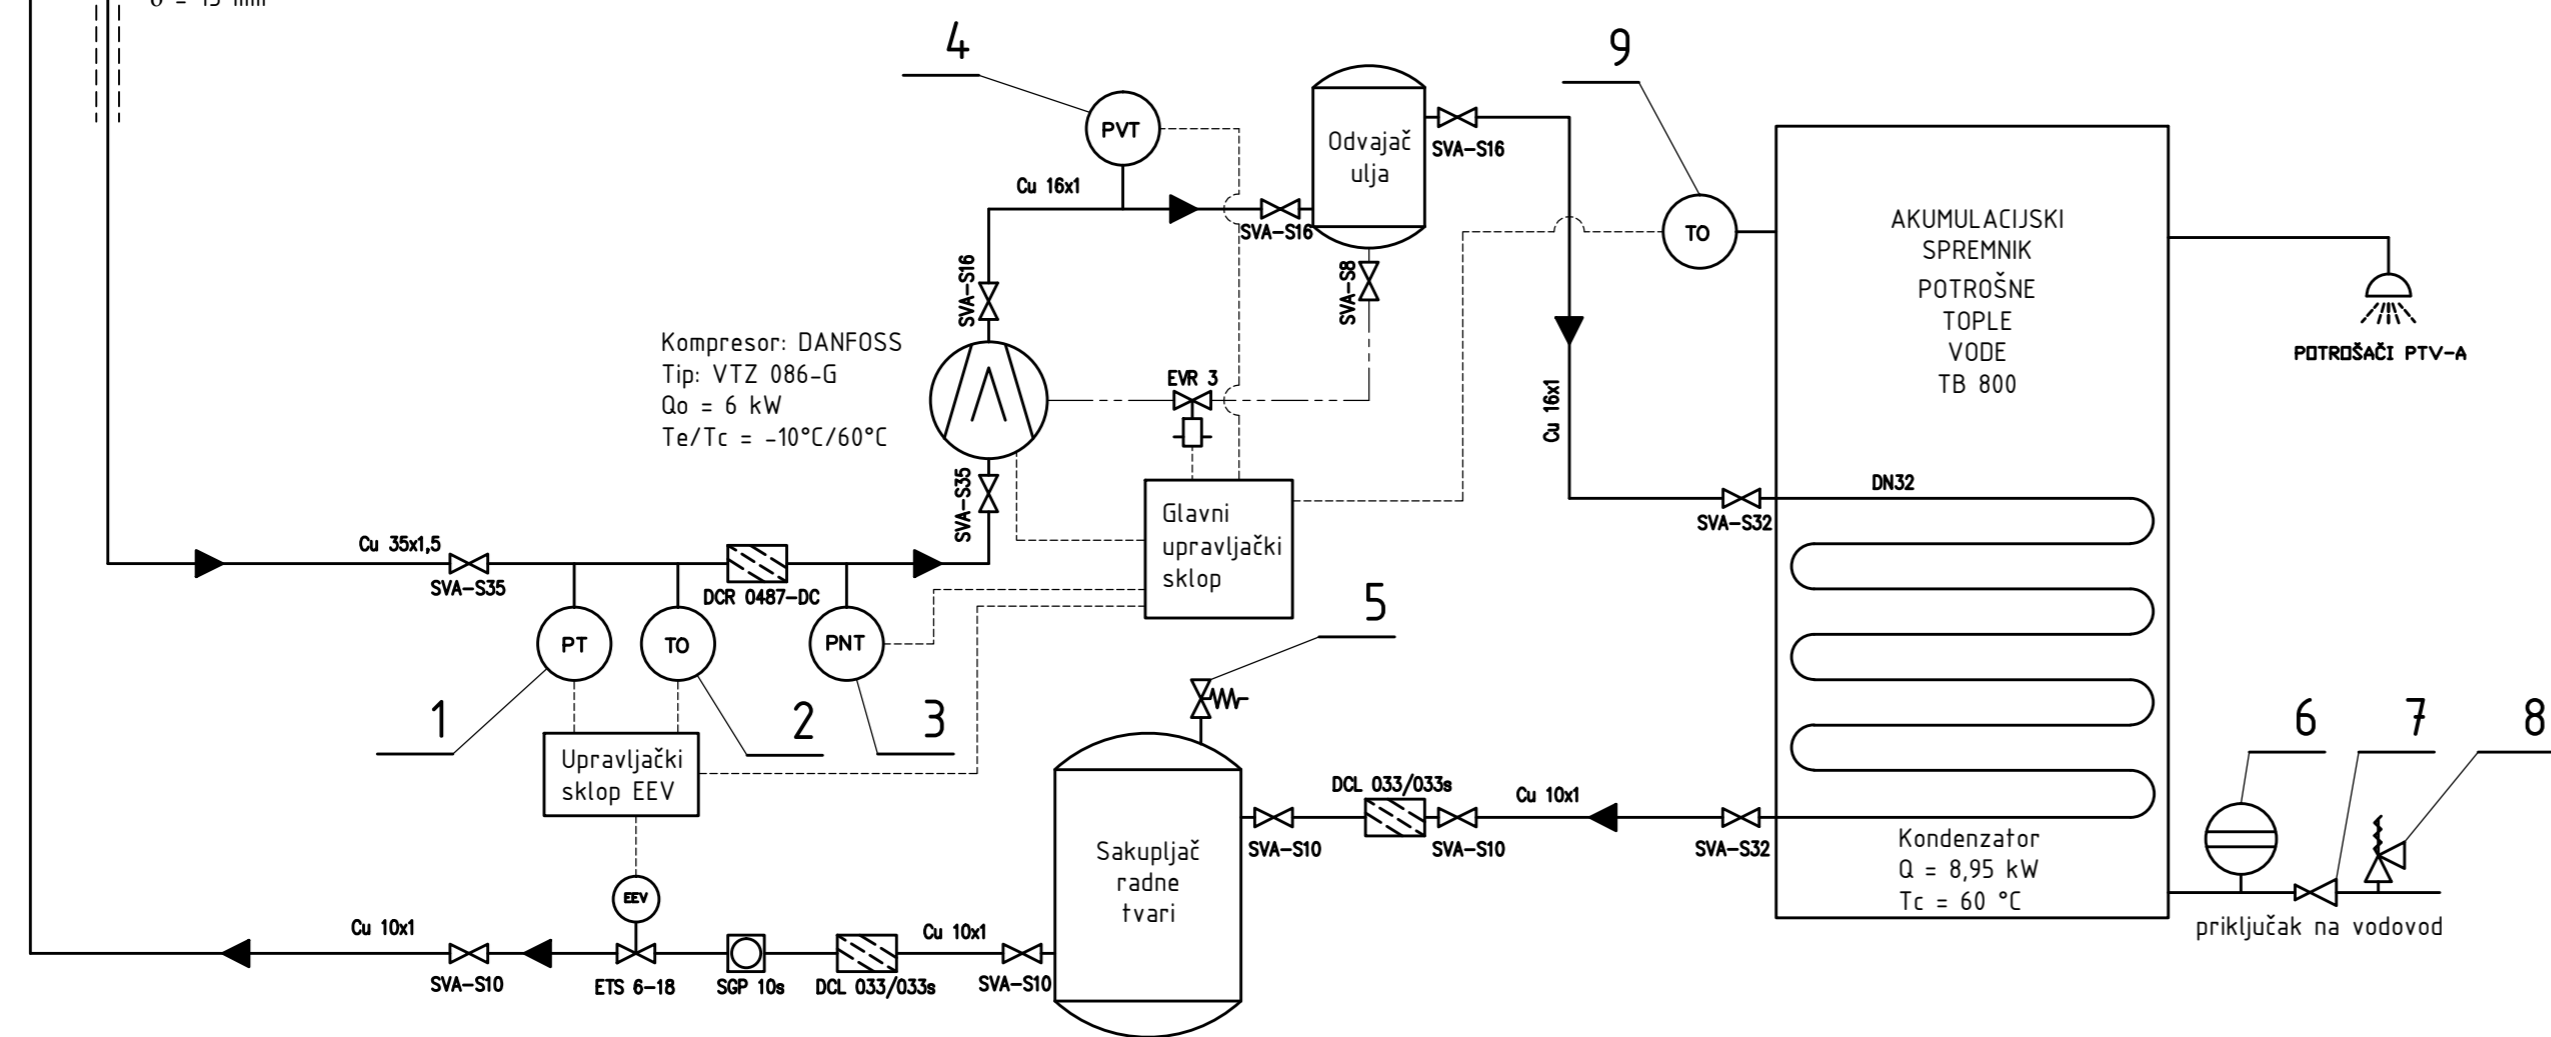 4
9
PVT
Cu 16x1
Odvajač
ulja
SVA-S16
SVA-S16
SVA-S16
SVA-S8
TO
AKUMULACIJSKI
SPREMNIK
POTROŠNE
TOPLE
VODE
TB 800
POTROŠAČI PTV-A
Kompresor: DANFOSS
Tip: VTZ 086-G
Qo = 6 kW
Te/Tc = -10°C/60°C
EVR 3
Cu 16x1
SVA-S35
DN32
SVA-S32
Glavni
upravljački
sklop
Cu 35x1,5
SVA-S35
DCR 0487-DC
PT
TO
PNT
5
1
2
3
6
7
8
Upravljački
sklop EEV
DCL 033/033s
Cu 10x1
SVA-S10
SVA-S10
SVA-S32
Kondenzator
Q = 8,95 kW
Tc = 60 °C
Sakupljač
radne
tvari
EEV
Cu 10x1
SVA-S10
ETS 6-18
SGP 10s
DCL 033/033s
Cu 10x1
SVA-S10
priključak na vodovod